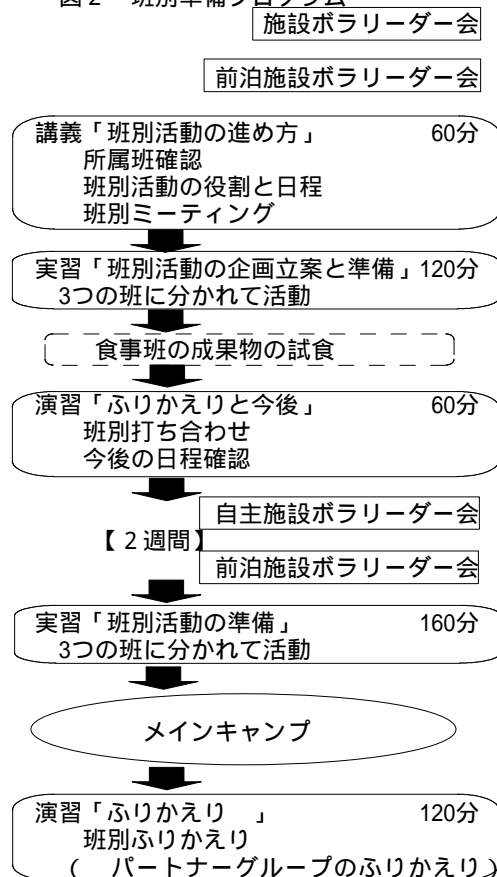 図2 班別準備プログラム
施設ボラリーダー会
前泊施設ボラリーダー会
講義「班別活動の進め方」 60分
所属班確認
班別活動の役割と日程
班別ミーティング
実習「班別活動の企画立案と準備」120分
3つの班に分かれて活動
食事班の成果物の試食
演習「ふりかえりと今後」 60分
班別打ち合わせ
今後の日程確認
自主施設ボラリーダー会
【2週間】
前泊施設ボラリーダー会
実習「班別活動の準備」 160分
3つの班に分かれて活動
メインキャンプ
演習「ふりかえり 」 120分
班別ふりかえり
( パートナーグループのふりかえり)